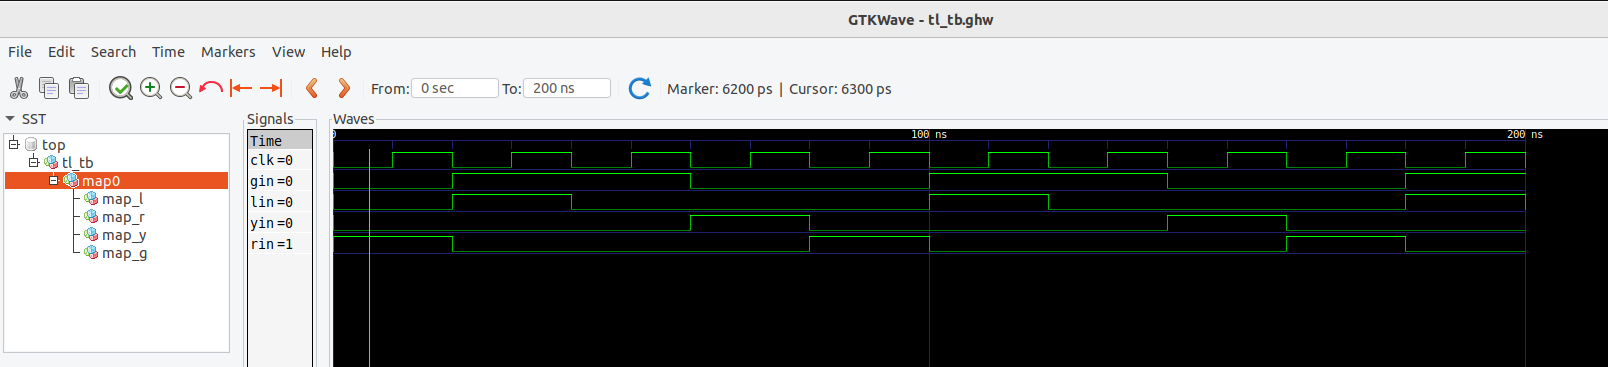 GTKWave - tl_tb.ghw
File Edit Search Time Markers View Help
From: 0 sec To: 200 ns Marker: 6200 ps | Cursor: 6300 ps
SST
top
tl_tb
map0
map_l
map_r
map_y
map_g
Signals
Time
clk=0
gin=0
lin=0
yin=0
rin=1
Waves
0 100 ns 200 ns